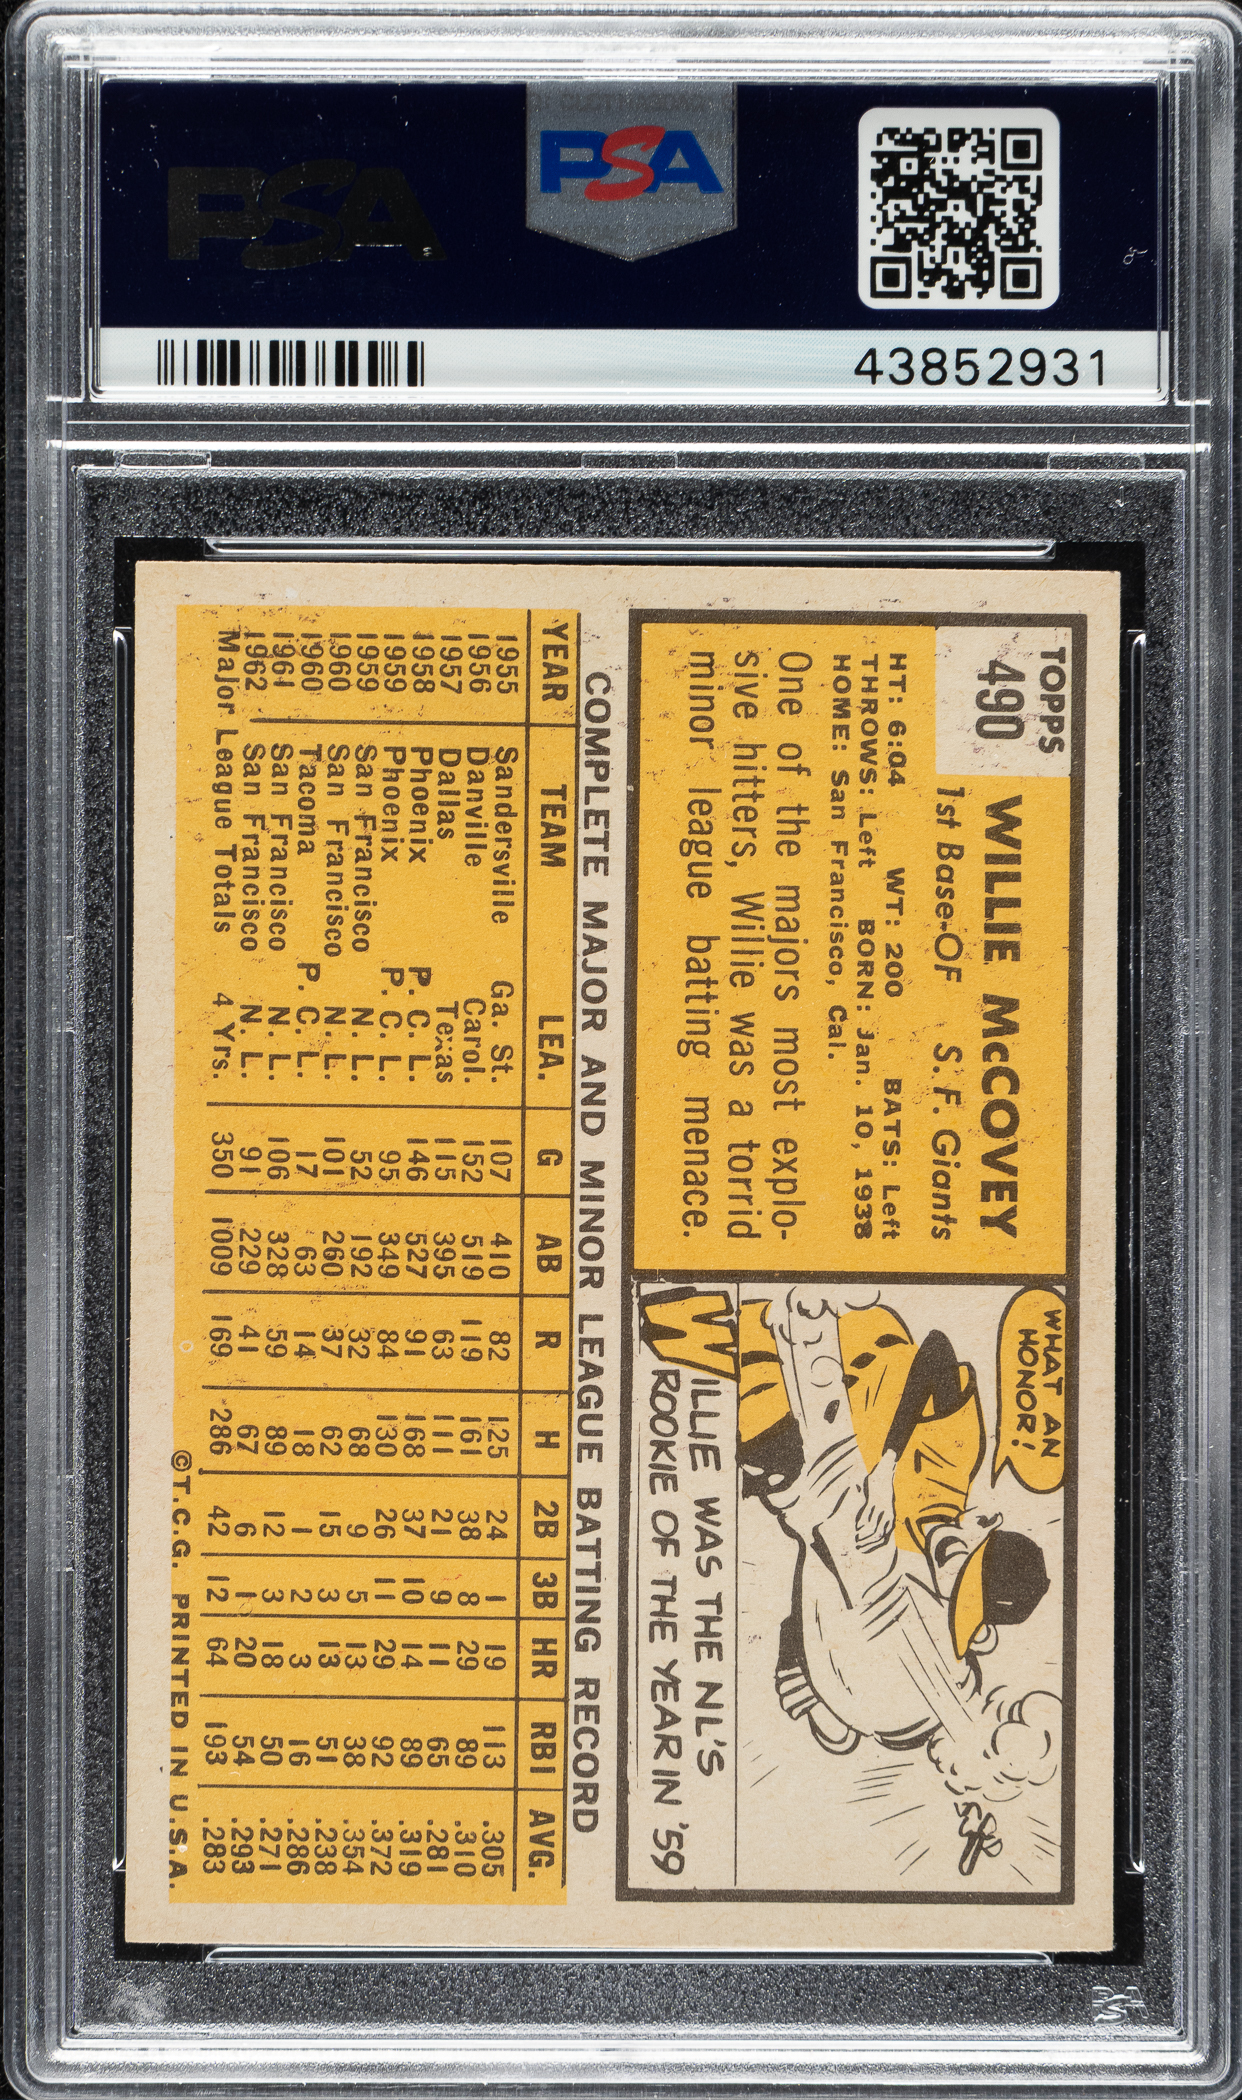 PSA
PSA
43852931
TOPPS
490
WILLIE McCOVEY
1st Base-OF S. F. Giants
HT: 6:04 WT: 200 BATS: Left
THROWS: Left BORN: Jan. 10, 1938
HOME: San Francisco, Cal.
One of the majors most explo-
sive hitters, Willie was a torrid
minor league batting menace.
WHAT AN
HONOR!
WILLIE WAS THE NL'S
ROOKIE OF THE YEAR IN '59
COMPLETE MAJOR AND MINOR LEAGUE BATTING RECORD
YEAR TEAM LEA. G AB R H 2B 3B HR RBI AVG.
1955 Sandersville Ga. St. 107 410 82 125 24 1 19 113 .305
1956 Danville Carol. 152 519 119 161 38 8 29 89 .310
1957 Dallas Texas 115 395 63 111 21 9 11 65 .281
1958 Phoenix P. C. L. 146 527 91 168 37 10 14 89 .319
1959 Phoenix P. C. L. 95 349 84 130 26 11 29 92 .372
1959 San Francisco N. L. 52 192 32 68 9 5 13 38 .354
1960 San Francisco N. L. 101 260 37 62 15 3 13 51 .238
1960 Tacoma P. C. L. 17 63 14 18 1 2 3 16 .286
1961 San Francisco N. L. 106 328 59 89 12 3 18 50 .271
1962 San Francisco N. L. 91 229 41 67 6 1 20 54 .293
Major League Totals 4 Yrs. 350 1009 169 286 42 12 64 193 .283
©T.C.G. PRINTED IN U.S.A.
PSA